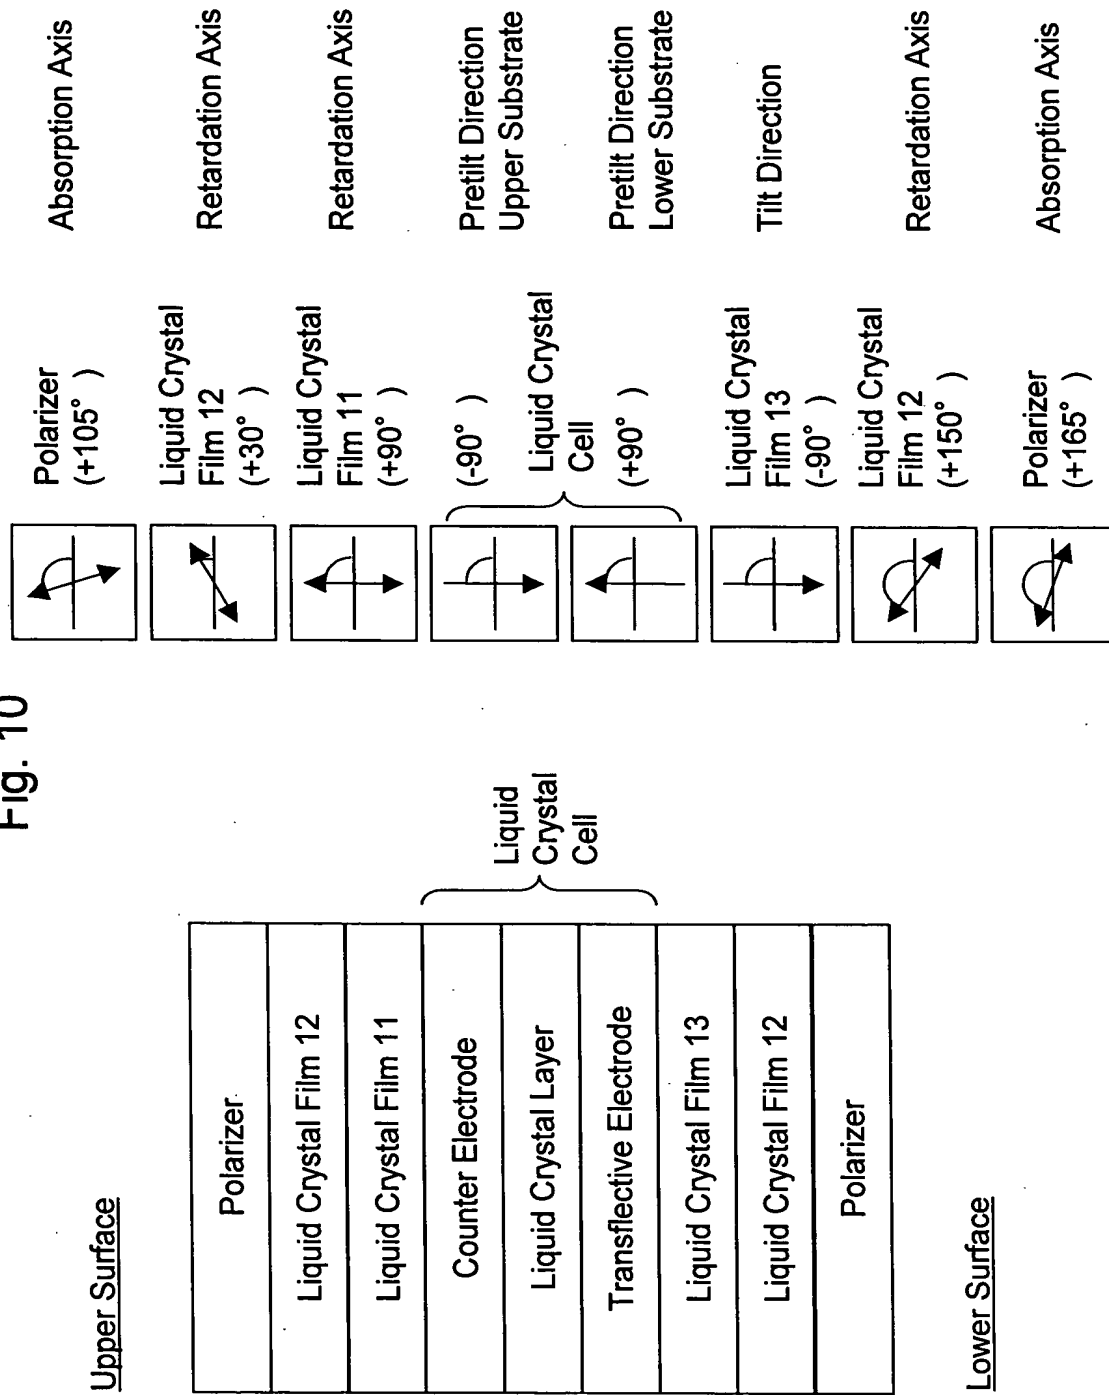 Fig. 10
Upper Surface
Polarizer
Liquid Crystal Film 12
Liquid Crystal Film 11
Counter Electrode
Liquid Crystal Layer
Transflective Electrode
Liquid Crystal Film 13
Liquid Crystal Film 12
Polarizer
Liquid
Crystal
Cell
Lower Surface
Polarizer
(+105° )
Absorption Axis
Liquid Crystal
Film 12
(+30° )
Retardation Axis
Liquid Crystal
Film 11
(+90° )
Retardation Axis
(-90° )
Pretilt Direction
Upper Substrate
Liquid Crystal
Cell
(+90° )
Pretilt Direction
Lower Substrate
Liquid Crystal
Film 13
(-90° )
Tilt Direction
Liquid Crystal
Film 12
(+150° )
Retardation Axis
Polarizer
(+165° )
Absorption Axis